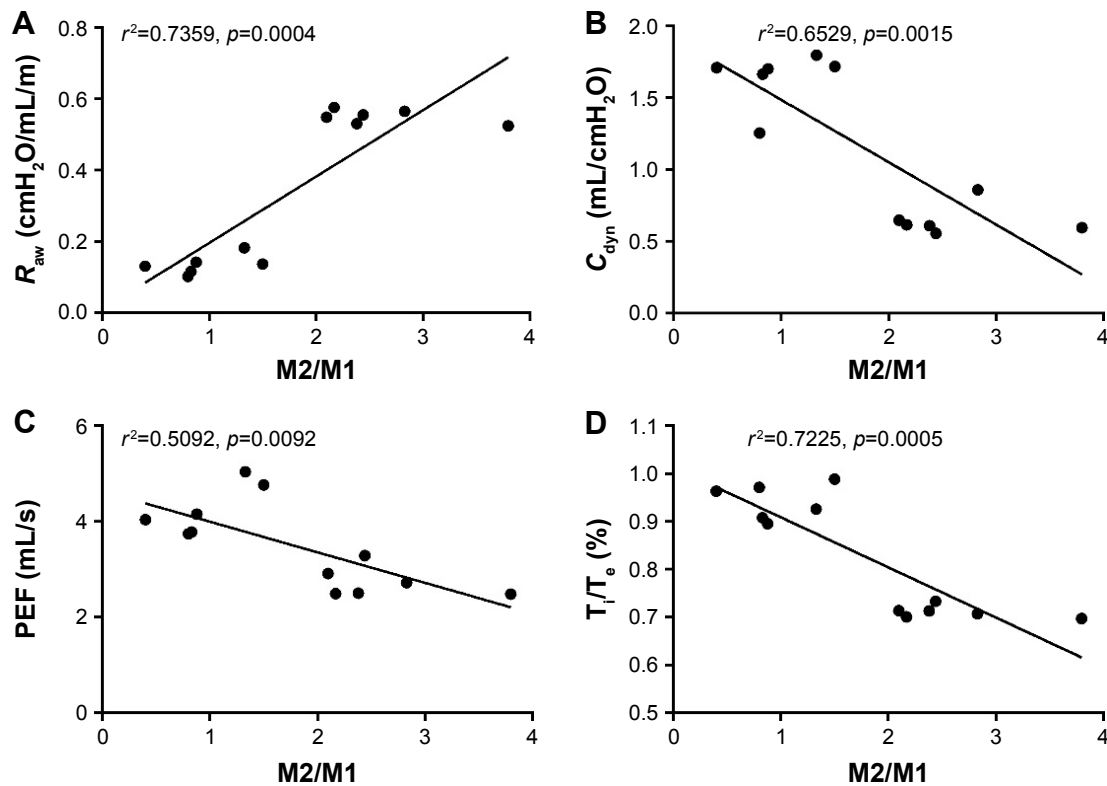 A
r²=0.7359, p=0.0004
0.8
0.6
0.4
0.2
0.0
R aw (cmH₂O/mL/m)
0 1 2 3 4
M2/M1
B
r²=0.6529, p=0.0015
2.0
1.5
1.0
0.5
0.0
C dyn (mL/cmH₂O)
0 1 2 3 4
M2/M1
C
r²=0.5092, p=0.0092
6
4
2
0
PEF (mL/s)
0 1 2 3 4
M2/M1
D
r²=0.7225, p=0.0005
1.1
1.0
0.9
0.8
0.7
0.6
0.5
Ti/Te (%)
0 1 2 3 4
M2/M1